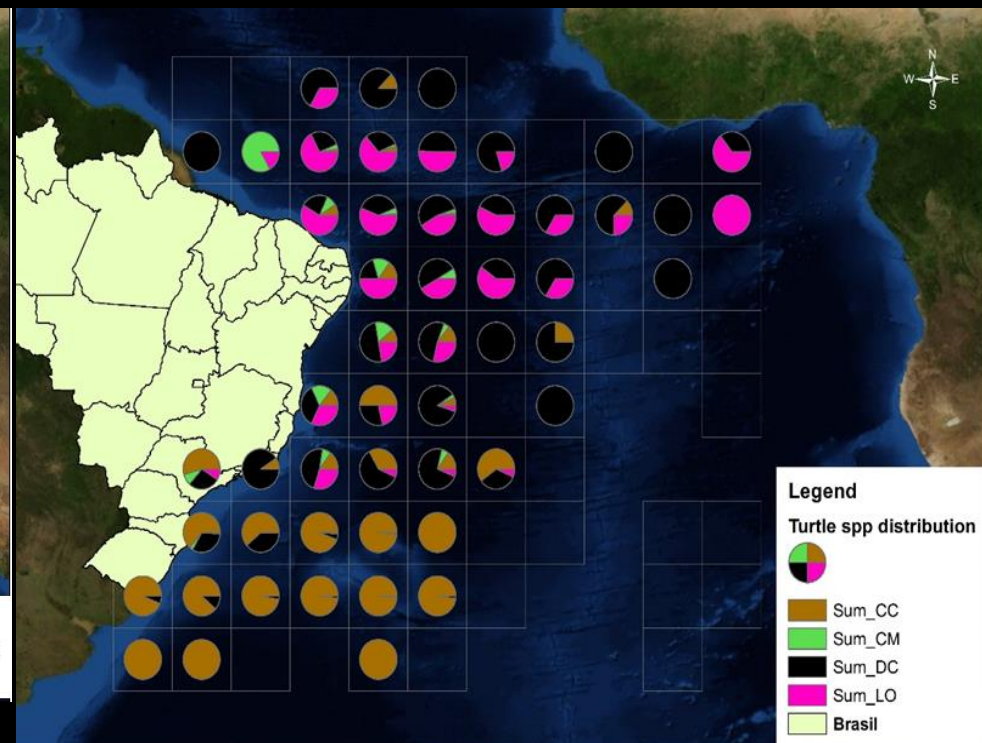 N
W E
S
Legend
Turtle spp distribution
Sum_CC
Sum_CM
Sum_DC
Sum_LO
Brasil